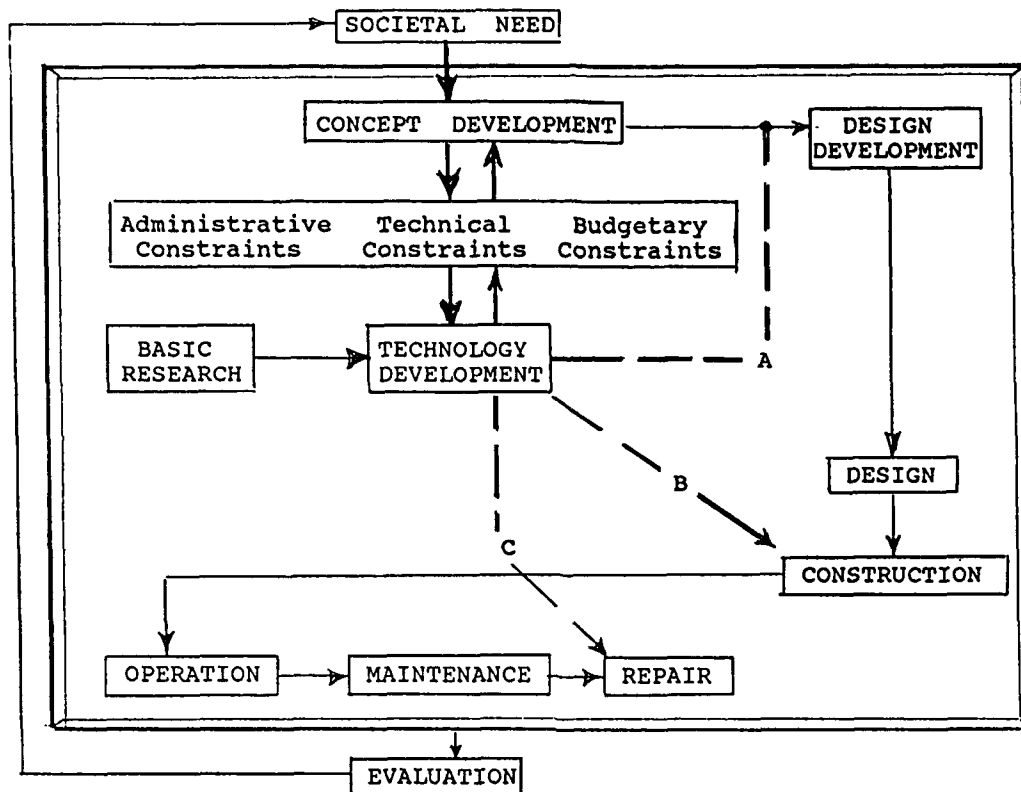 SOCIETAL NEED
CONCEPT DEVELOPMENT
DESIGN
DEVELOPMENT
Administrative Technical Budgetary
Constraints Constraints Constraints
BASIC
RESEARCH
TECHNOLOGY
DEVELOPMENT
A
B
DESIGN
C
CONSTRUCTION
OPERATION
MAINTENANCE
REPAIR
EVALUATION